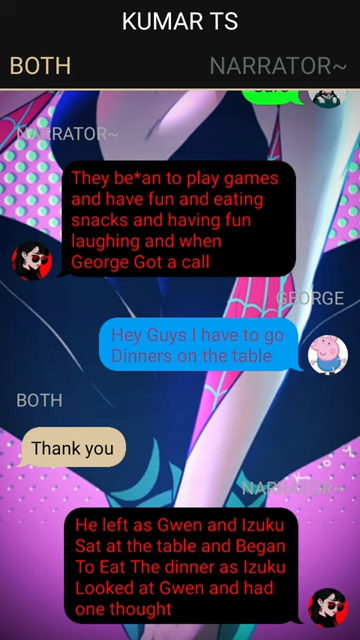 KUMAR TS
BOTH NARRATOR~
Sure
NARRATOR~
They be*an to play games
and have fun and eating
snacks and having fun
laughing and when
George Got a call
GEORGE
Hey Guys I have to go
Dinners on the table
BOTH
Thank you
NARRATOR~
He left as Gwen and Izuku
Sat at the table and Began
To Eat The dinner as Izuku
Looked at Gwen and had
one thought